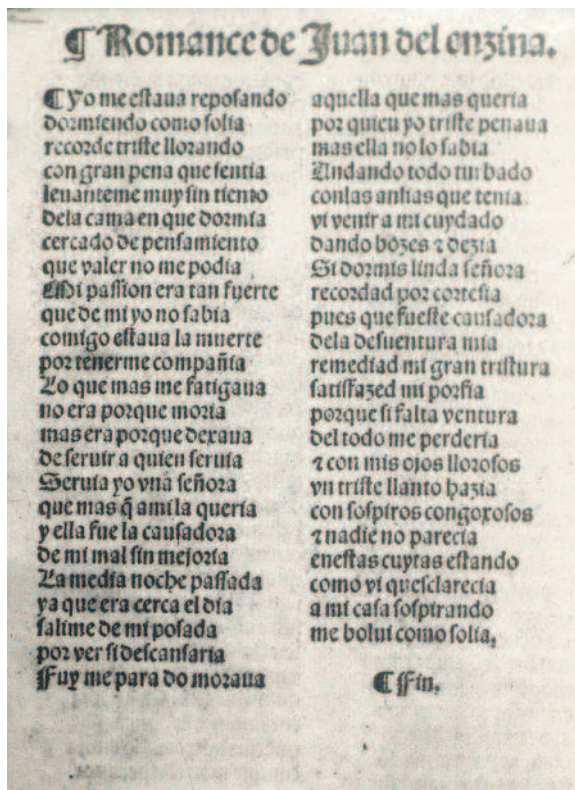 ¶ Romance de Juan del enzina.
¶ Yo me estaua reposando
dormiendo como solia
recorde triste llorando
con gran pena que sentia
leuanteme muy sin tiento
dela cama en que dormia
cercado de pensamiento
que valer no me podia
Mi passion era tan fuerte
que de mi yo no sabia
comigo estaua la muerte
por tenerme compañia
Lo que mas me fatigaua
no era porque moria
mas era porque dexaua
de seruir a quien seruia
Seruia yo vna señora
que mas q̃ ami la queria
y ella fue la causadora
de mi mal sin mejoria
La media noche passada
ya que era cerca el dia
salime de mi posada
por ver si descansaria
Fuy me para do moraua
aquella que mas queria
por quieu yo triste penaua
mas ella no lo sabia
Andando todo tur bado
conlas ansias que tenia
vi venir a mi cuydado
dando bozes ⁊ dezia
Si dormis linda señora
recordad por cortesia
pues que fueste causadora
dela desuentura mia
remediad mi gran tristura
satisfazed mi porfia
porque si falta ventura
del todo me perderia
⁊ con mis ojos llorosos
vn triste llanto hazia
con sospiros congoxosos
⁊ nadie no parecia
enestas cuytas estando
como vi quesclarecia
a mi casa sospirando
me bolui como solia,
¶ Fin.